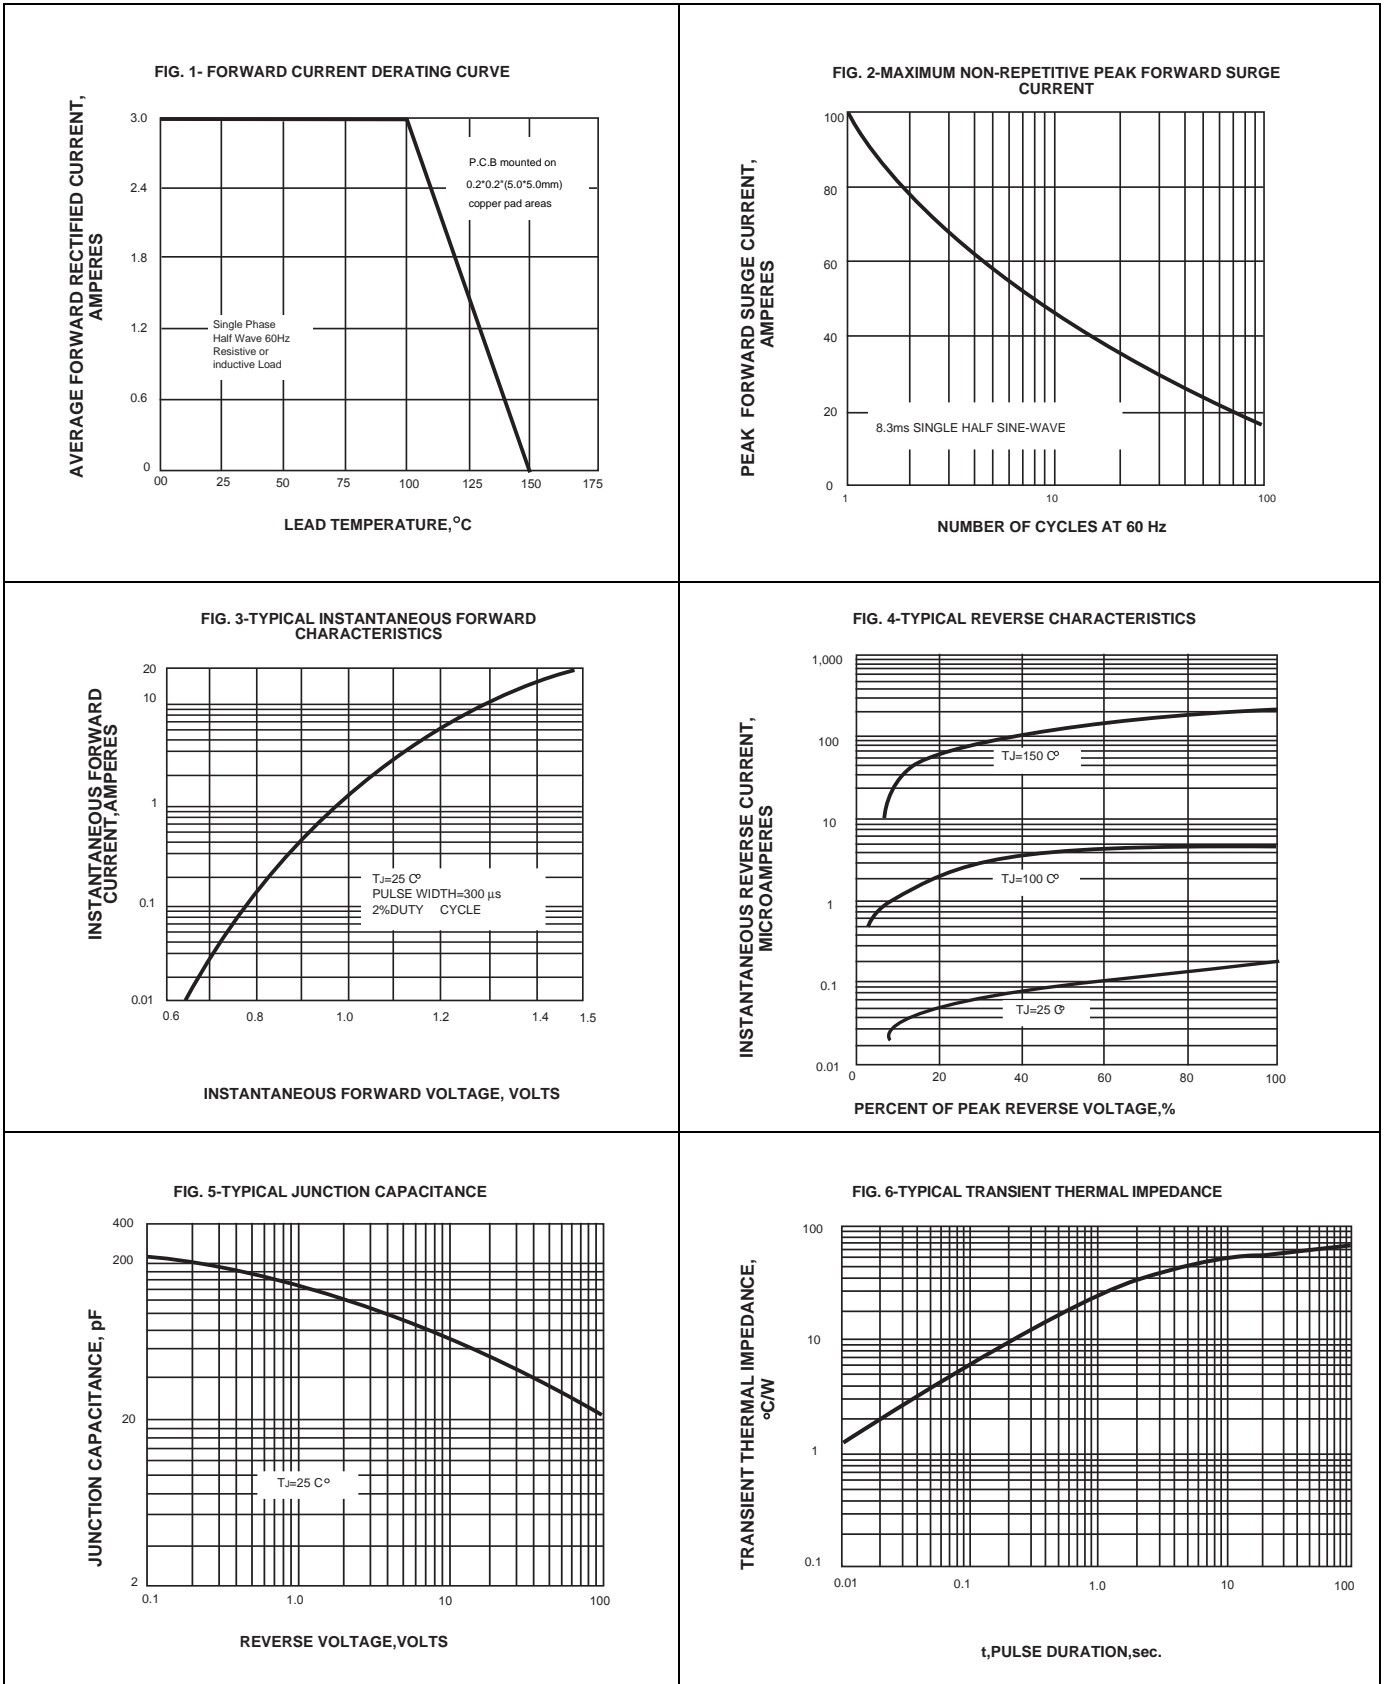 FIG. 1- FORWARD CURRENT DERATING CURVE
AVERAGE FORWARD RECTIFIED CURRENT,
AMPERES
3.0
2.4
1.8
1.2
0.6
0
P.C.B mounted on
0.2*0.2"(5.0*5.0mm)
copper pad areas
Single Phase
Half Wave 60Hz
Resistive or
inductive Load
00 25 50 75 100 125 150 175
LEAD TEMPERATURE,°C
FIG. 2-MAXIMUM NON-REPETITIVE PEAK FORWARD SURGE
CURRENT
PEAK FORWARD SURGE CURRENT,
AMPERES
100
80
60
40
20
0
8.3ms SINGLE HALF SINE-WAVE
1 10 100
NUMBER OF CYCLES AT 60 Hz
FIG. 3-TYPICAL INSTANTANEOUS FORWARD
CHARACTERISTICS
INSTANTANEOUS FORWARD
CURRENT,AMPERES
20
10
1
0.1
0.01
TJ=25 C°
PULSE WIDTH=300 µs
2%DUTY CYCLE
0.6 0.8 1.0 1.2 1.4 1.5
INSTANTANEOUS FORWARD VOLTAGE, VOLTS
FIG. 4-TYPICAL REVERSE CHARACTERISTICS
INSTANTANEOUS REVERSE CURRENT,
MICROAMPERES
1,000
100
10
1
0.1
0.01
TJ=150 C°
TJ=100 C°
TJ=25 C°
0 20 40 60 80 100
PERCENT OF PEAK REVERSE VOLTAGE,%
FIG. 5-TYPICAL JUNCTION CAPACITANCE
JUNCTION CAPACITANCE, pF
400
200
20
2
TJ=25 C°
0.1 1.0 10 100
REVERSE VOLTAGE,VOLTS
FIG. 6-TYPICAL TRANSIENT THERMAL IMPEDANCE
TRANSIENT THERMAL IMPEDANCE,
°C/W
100
10
1
0.1
0.01 0.1 1.0 10 100
t,PULSE DURATION,sec.